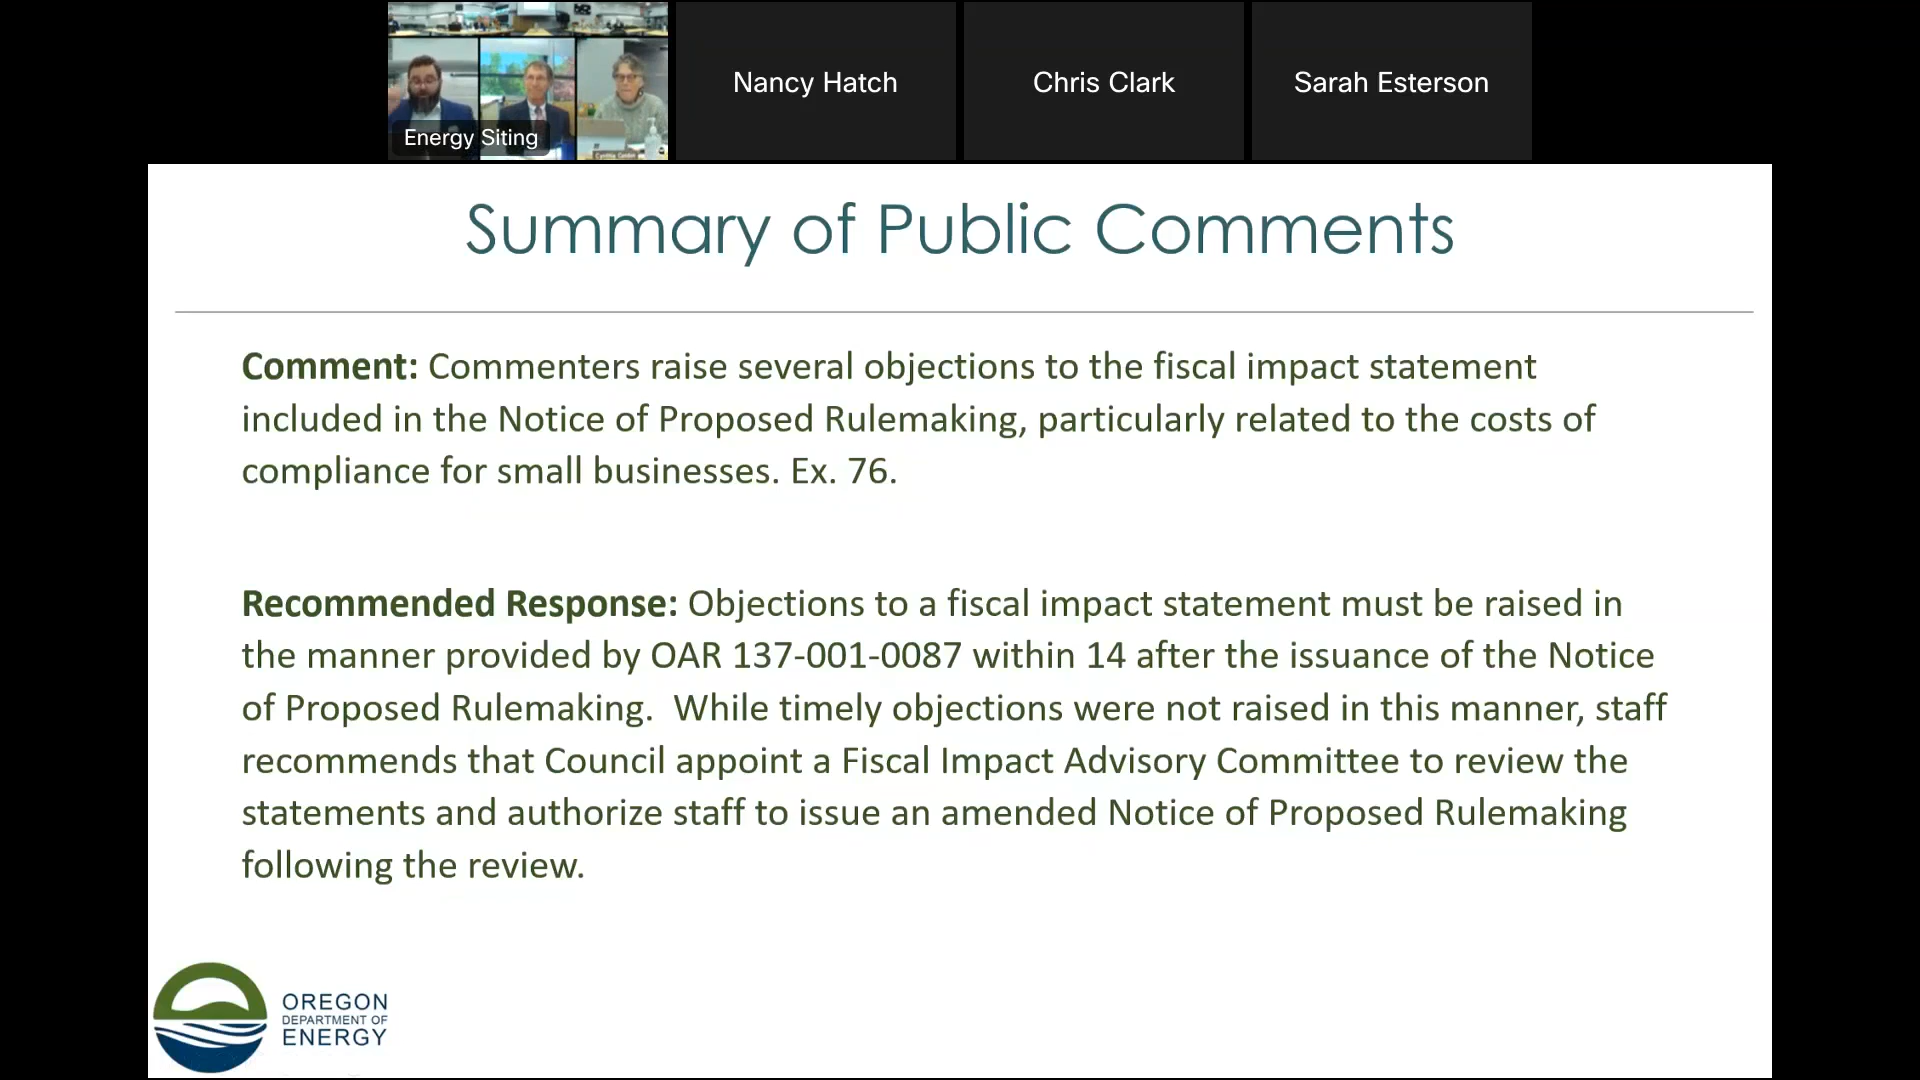 Energy Siting
Nancy Hatch
Chris Clark
Sarah Esterson
Summary of Public Comments
Comment: Commenters raise several objections to the fiscal impact statement
included in the Notice of Proposed Rulemaking, particularly related to the costs of
compliance for small businesses. Ex. 76.
Recommended Response: Objections to a fiscal impact statement must be raised in
the manner provided by OAR 137-001-0087 within 14 after the issuance of the Notice
of Proposed Rulemaking.  While timely objections were not raised in this manner, staff
recommends that Council appoint a Fiscal Impact Advisory Committee to review the
statements and authorize staff to issue an amended Notice of Proposed Rulemaking
following the review.
OREGON
DEPARTMENT OF
ENERGY